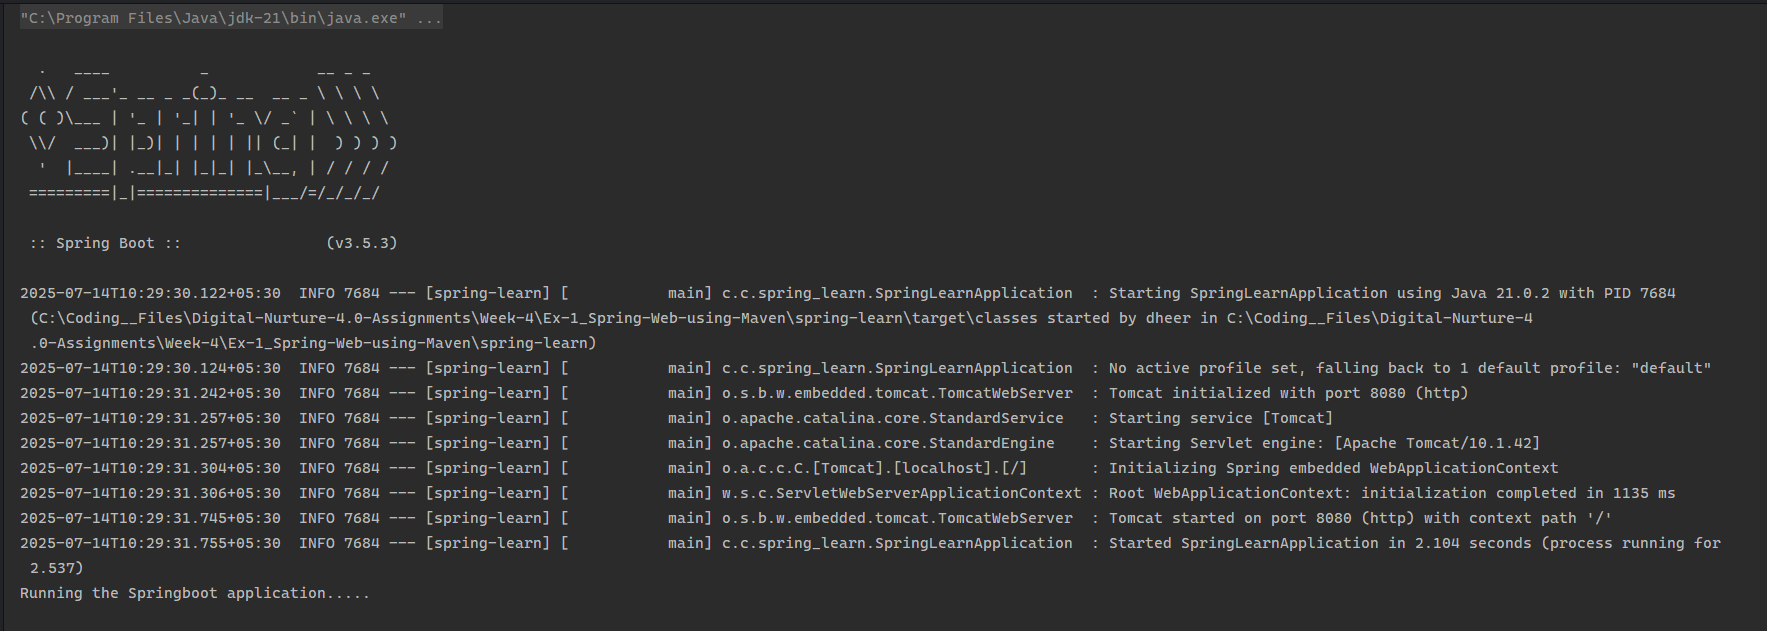 "C:\Program Files\Java\jdk-21\bin\java.exe" ...

  .   ____          _            __ _ _
 /\\ / ___'_ __ _ _(_)_ __  __ _ \ \ \ \
( ( )\___ | '_ | '_| | '_ \/ _` | \ \ \ \
 \\/  ___)| |_)| | | | | || (_| |  ) ) ) )
  '  |____| .__|_| |_|_| |_\__, | / / / /
 =========|_|==============|___/=/_/_/_/

 :: Spring Boot ::                (v3.5.3)

2025-07-14T10:29:30.122+05:30  INFO 7684 --- [spring-learn] [           main] c.c.spring_learn.SpringLearnApplication  : Starting SpringLearnApplication using Java 21.0.2 with PID 7684
 (C:\Coding__Files\Digital-Nurture-4.0-Assignments\Week-4\Ex-1_Spring-Web-using-Maven\spring-learn\target\classes started by dheer in C:\Coding__Files\Digital-Nurture-4
 .0-Assignments\Week-4\Ex-1_Spring-Web-using-Maven\spring-learn)
2025-07-14T10:29:30.124+05:30  INFO 7684 --- [spring-learn] [           main] c.c.spring_learn.SpringLearnApplication  : No active profile set, falling back to 1 default profile: "default"
2025-07-14T10:29:31.242+05:30  INFO 7684 --- [spring-learn] [           main] o.s.b.w.embedded.tomcat.TomcatWebServer  : Tomcat initialized with port 8080 (http)
2025-07-14T10:29:31.257+05:30  INFO 7684 --- [spring-learn] [           main] o.apache.catalina.core.StandardService   : Starting service [Tomcat]
2025-07-14T10:29:31.257+05:30  INFO 7684 --- [spring-learn] [           main] o.apache.catalina.core.StandardEngine    : Starting Servlet engine: [Apache Tomcat/10.1.42]
2025-07-14T10:29:31.304+05:30  INFO 7684 --- [spring-learn] [           main] o.a.c.c.C.[Tomcat].[localhost].[/]       : Initializing Spring embedded WebApplicationContext
2025-07-14T10:29:31.306+05:30  INFO 7684 --- [spring-learn] [           main] w.s.c.ServletWebServerApplicationContext : Root WebApplicationContext: initialization completed in 1135 ms
2025-07-14T10:29:31.745+05:30  INFO 7684 --- [spring-learn] [           main] o.s.b.w.embedded.tomcat.TomcatWebServer  : Tomcat started on port 8080 (http) with context path '/'
2025-07-14T10:29:31.755+05:30  INFO 7684 --- [spring-learn] [           main] c.c.spring_learn.SpringLearnApplication  : Started SpringLearnApplication in 2.104 seconds (process running for
 2.537)
Running the Springboot application.....